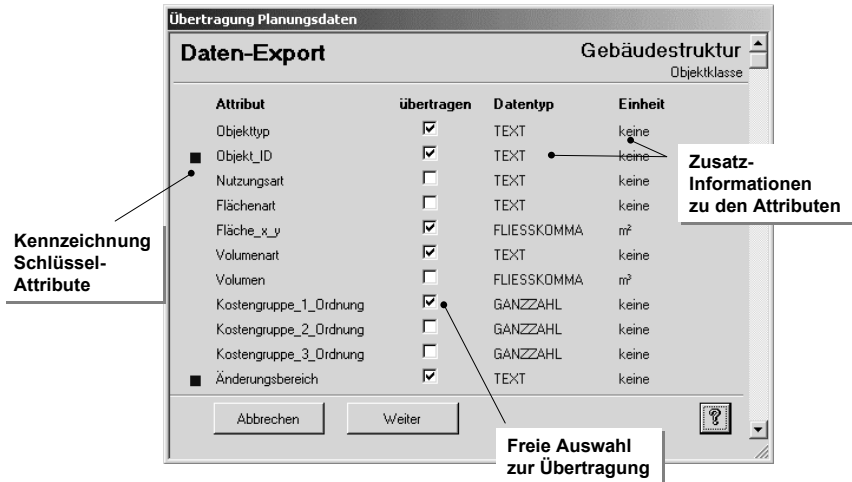 Übertragung Planungsdaten
Daten-Export
Gebäudestruktur
Objektklasse
Attribut übertragen Datentyp Einheit
Objekttyp TEXT keine
Objekt_ID TEXT keine
Nutzungsart TEXT keine
Flächenart TEXT keine
Fläche_x_y FLIESSKOMMA m²
Volumenart TEXT keine
Volumen FLIESSKOMMA m³
Kostengruppe_1_Ordnung GANZZAHL keine
Kostengruppe_2_Ordnung GANZZAHL keine
Kostengruppe_3_Ordnung GANZZAHL keine
Änderungsbereich TEXT keine
Abbrechen Weiter ?
Kennzeichnung
Schlüssel-
Attribute
Zusatz-
Informationen
zu den Attributen
Freie Auswahl
zur Übertragung